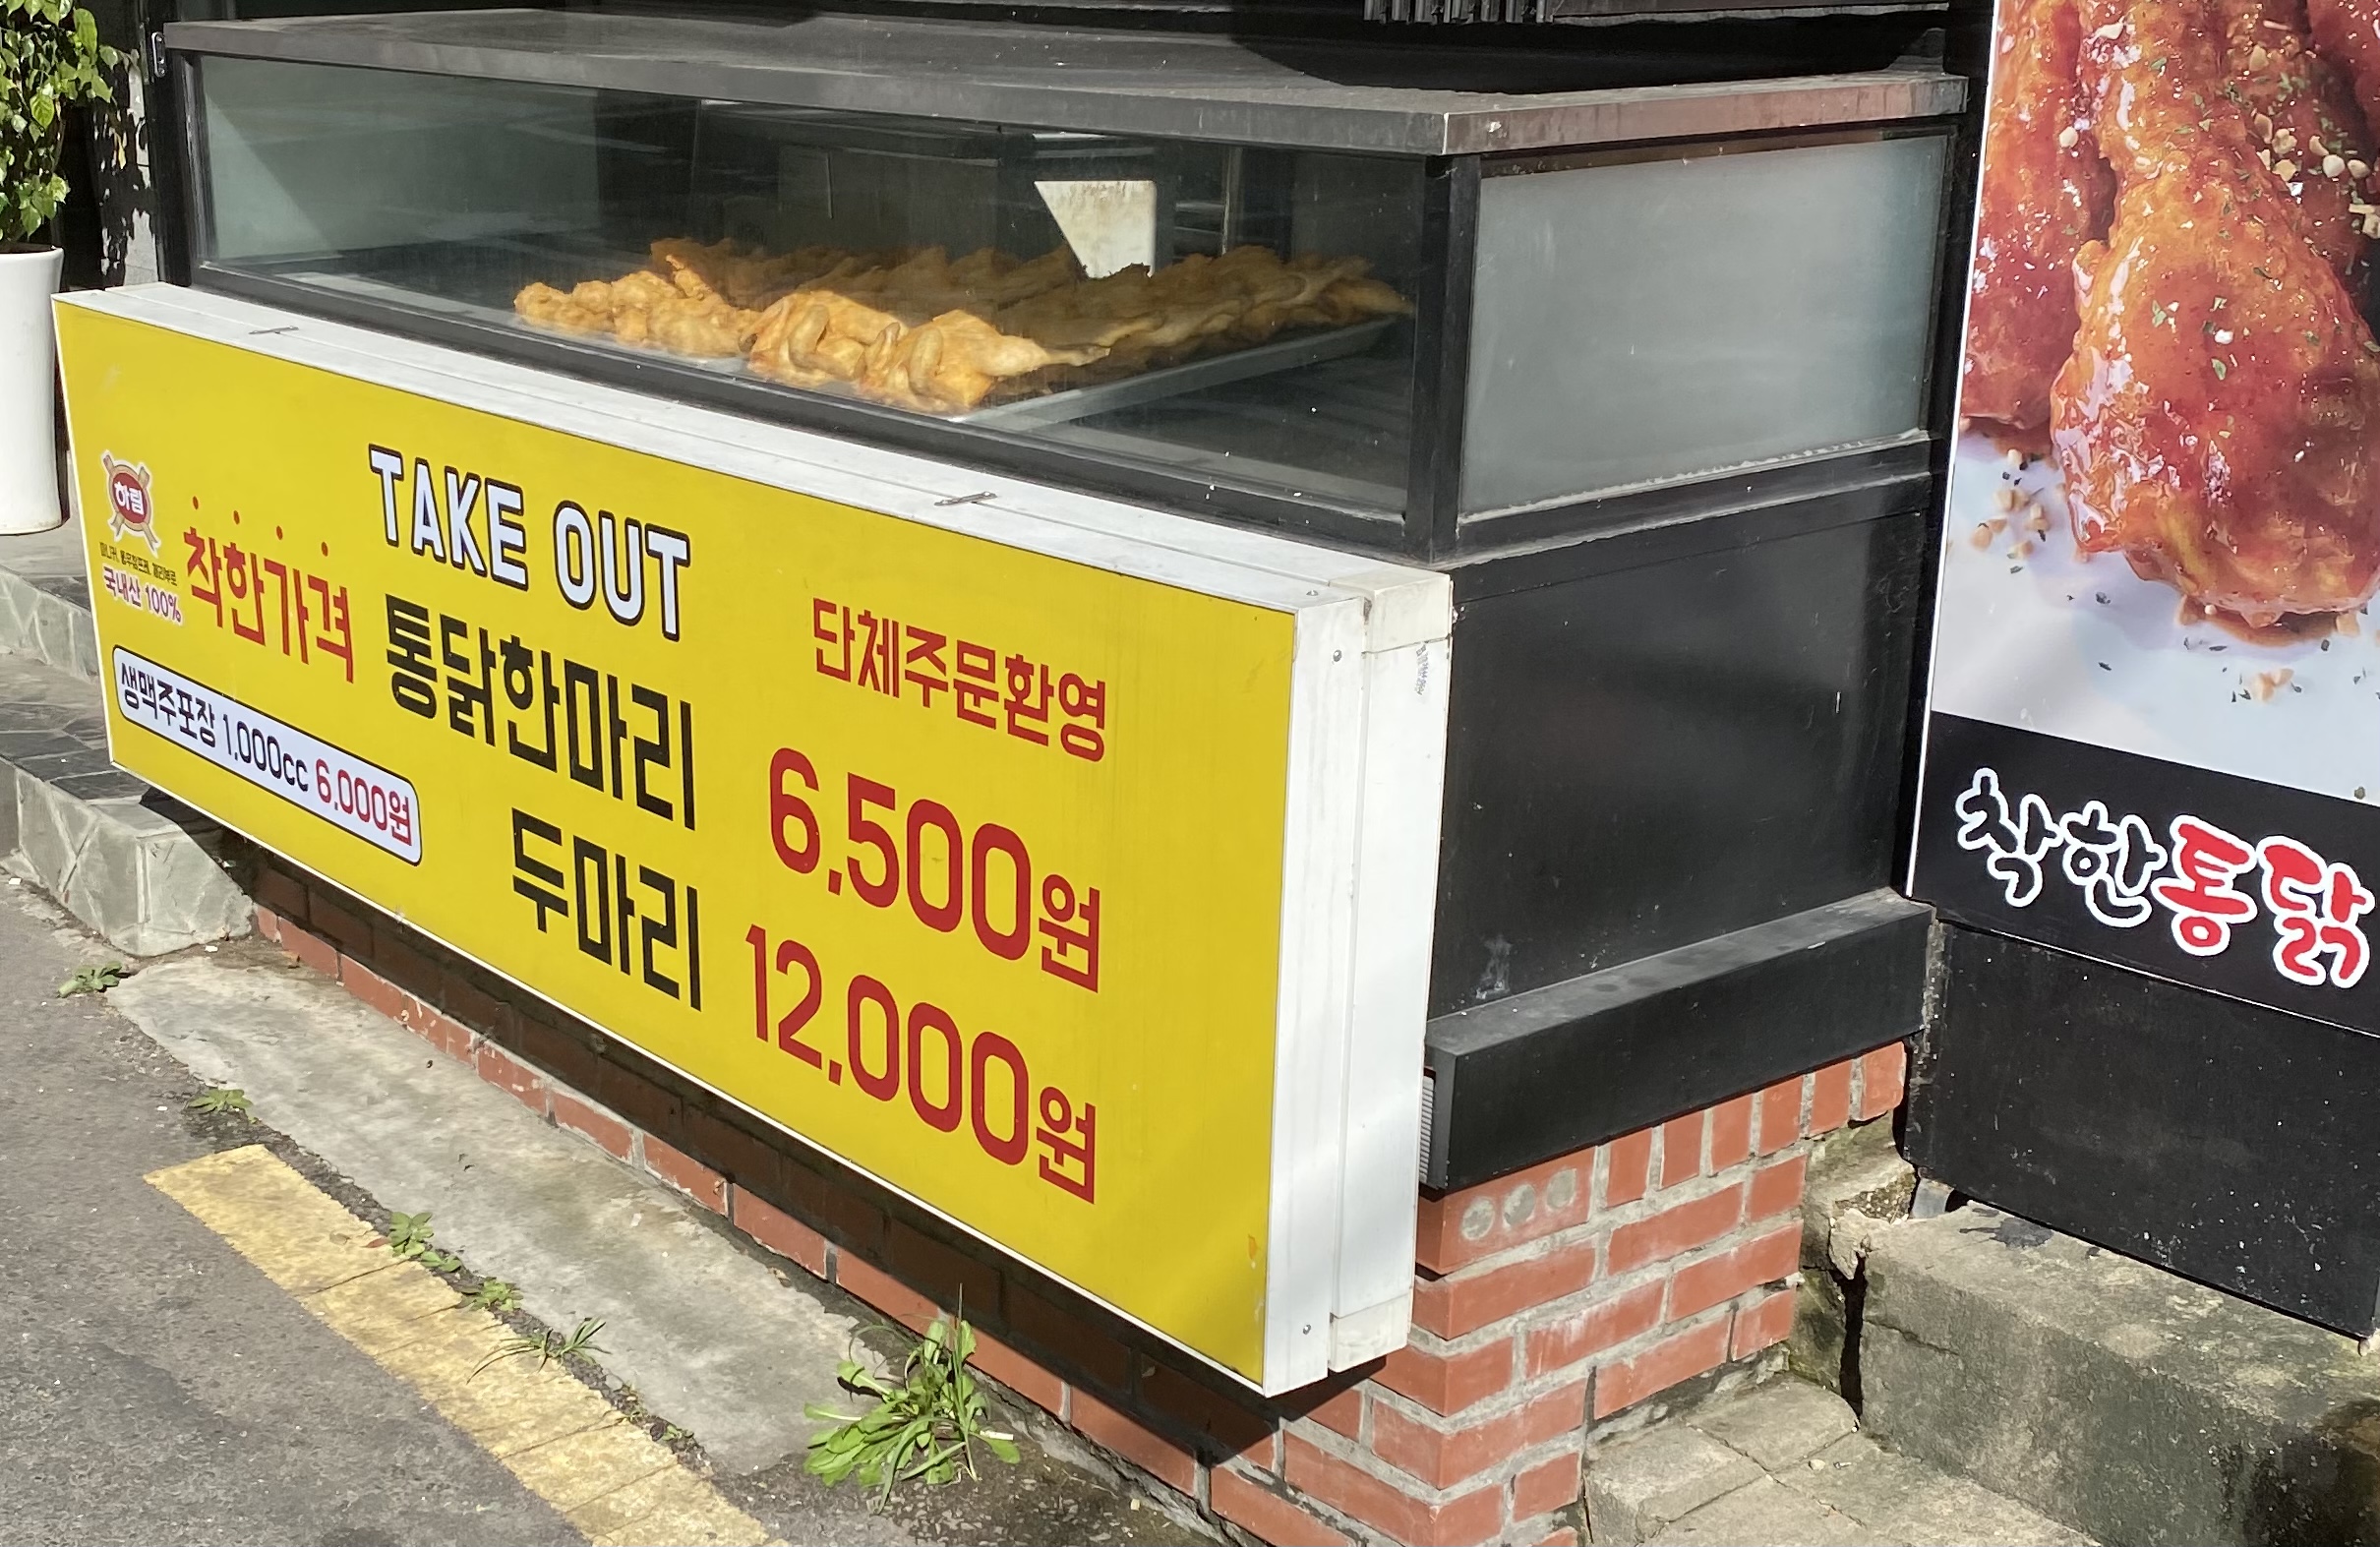 하림
국내산 100%
착한가격
생맥주포장 1,000cc 6,000원
TAKE OUT
통닭한마리
두마리
단체주문환영
6,500원
12,000원
착한통닭